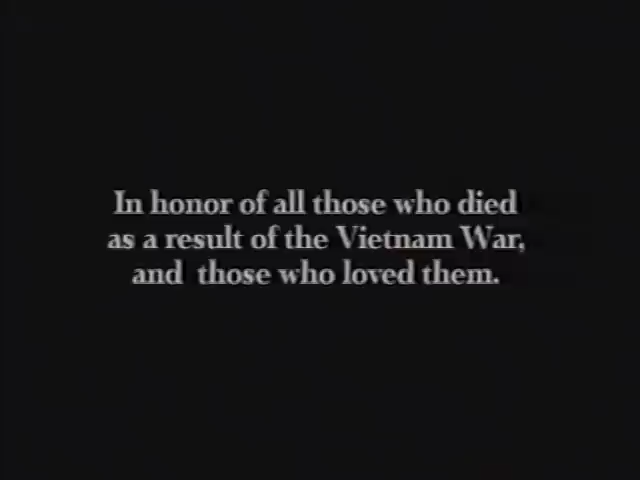 In honor of all those who died
as a result of the Vietnam War,
and those who loved them.